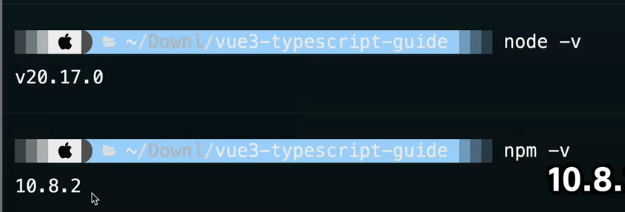 ~/Downl/vue3-typescript-guide node -v
v20.17.0
~/Downl/vue3-typescript-guide npm -v
10.8.2
10.8.